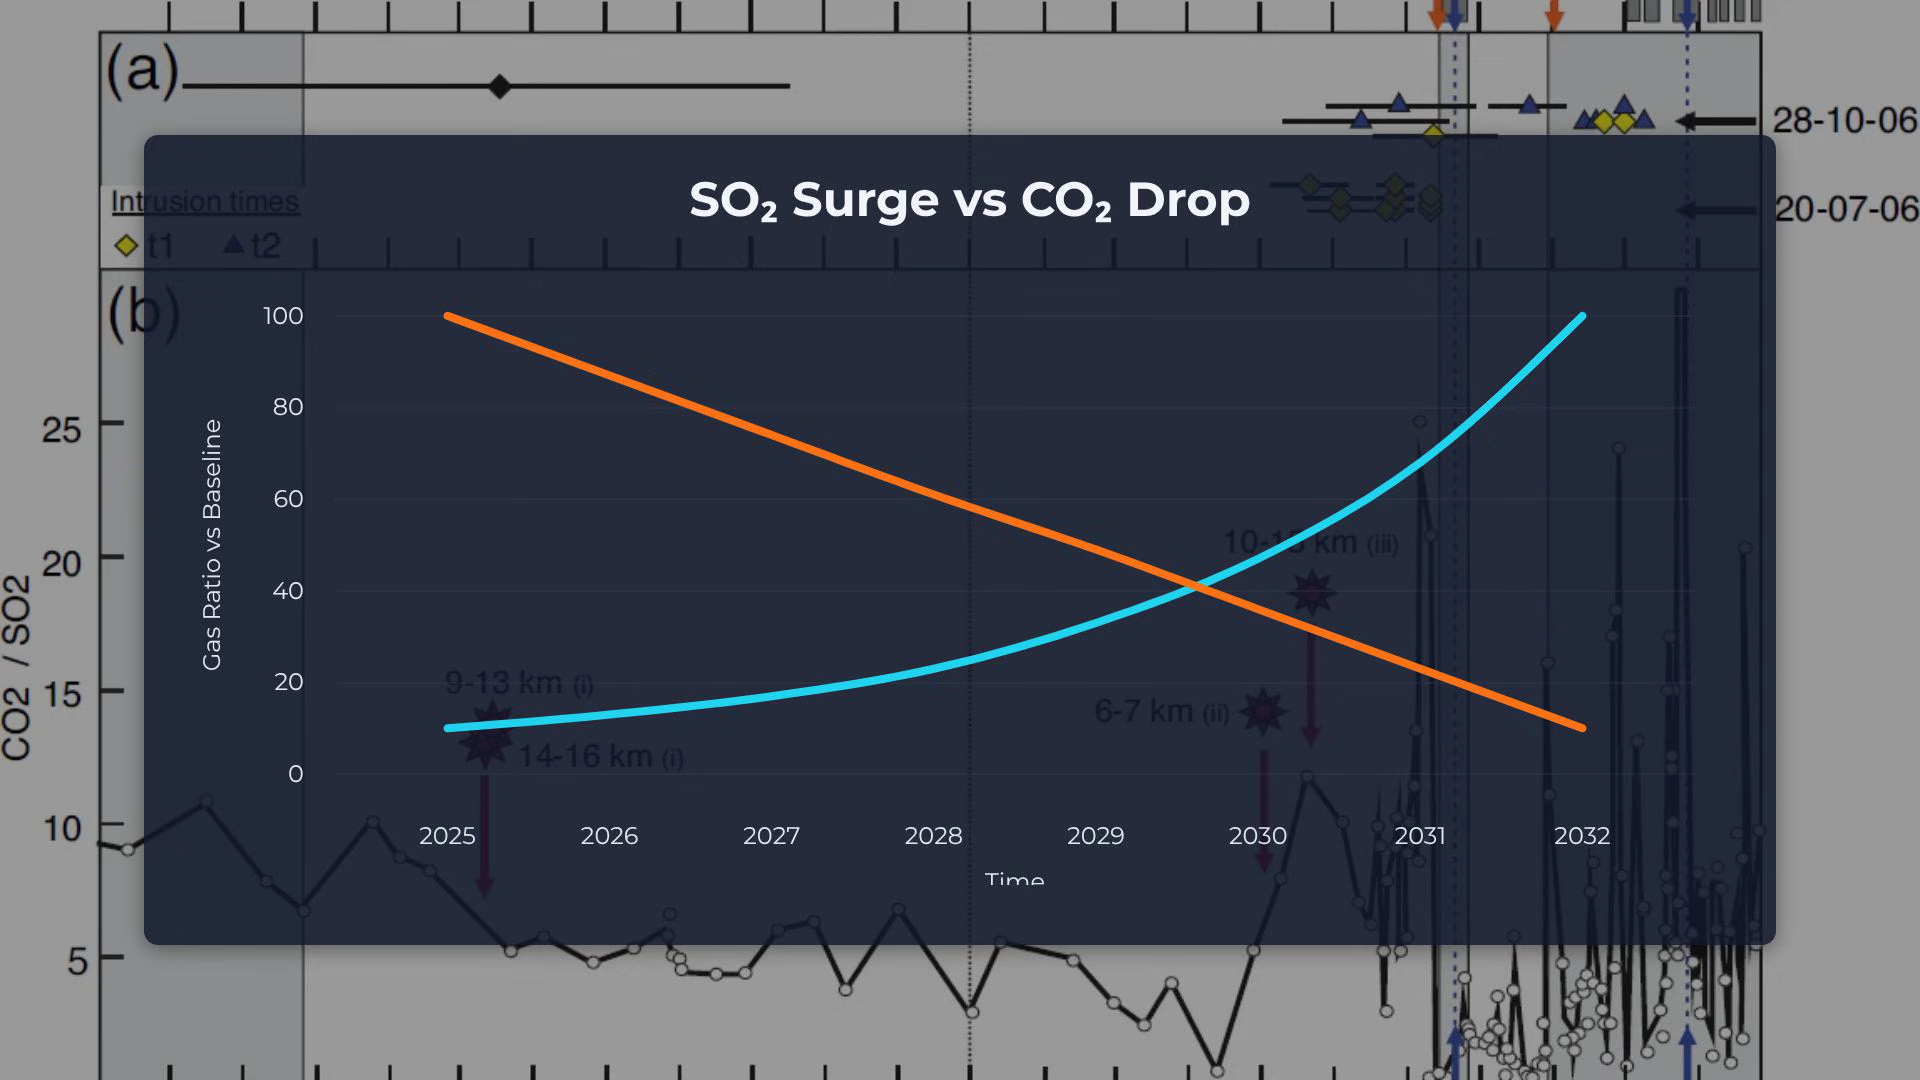 (a)
28-10-06
SO₂ Surge vs CO₂ Drop
Intrusion times
20-07-06
t1 t2
(b)
100
80
60
40
20
0
Gas Ratio vs Baseline
25
20
15
10
5
CO2 / SO2
10-15 km (iii)
9-13 km (i)
6-7 km (ii)
14-16 km (i)
2025 2026 2027 2028 2029 2030 2031 2032
Time